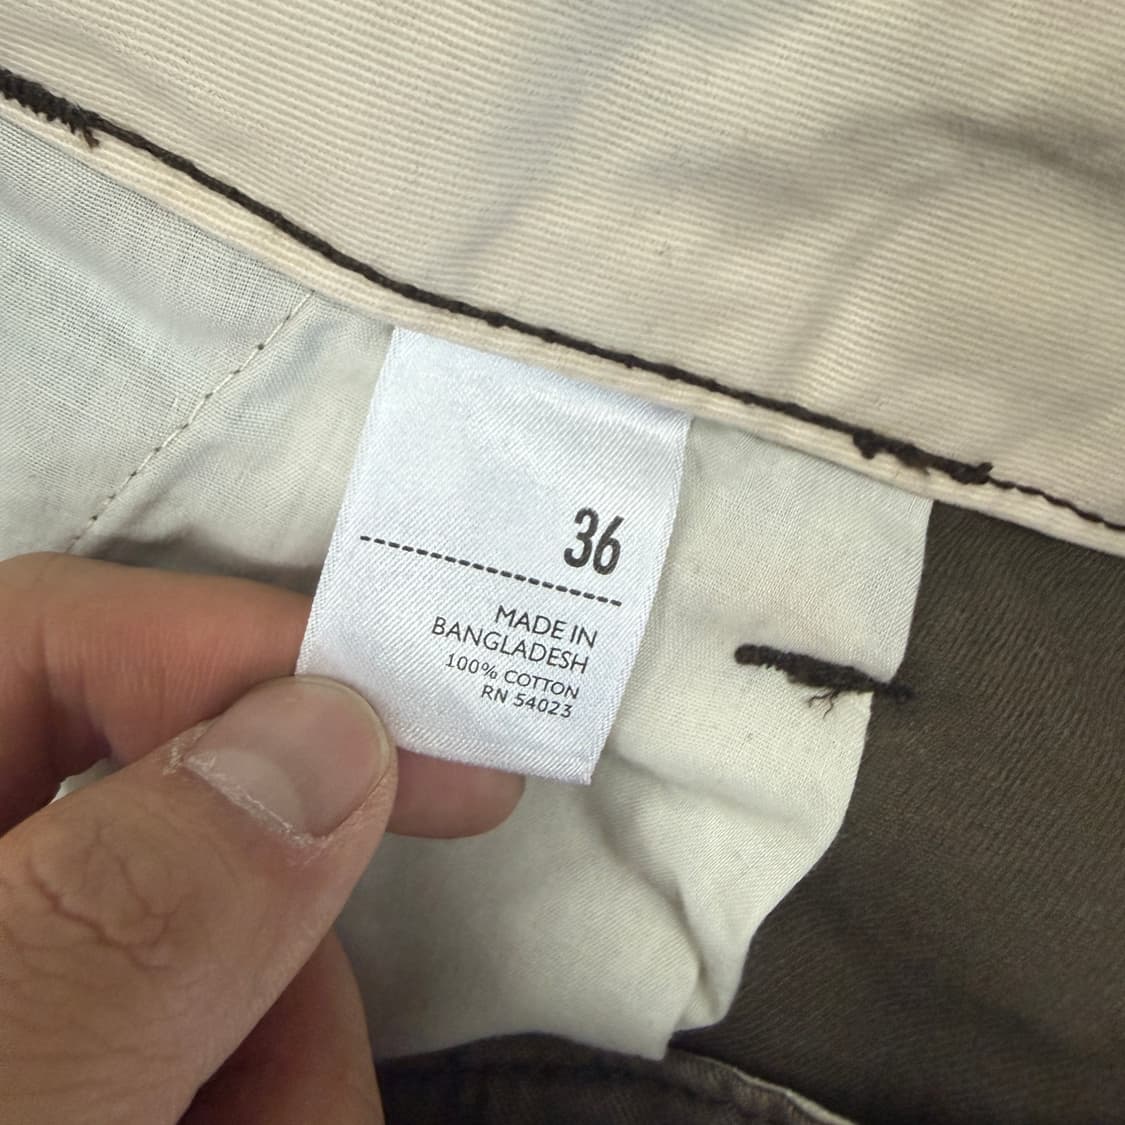 36
MADE IN
BANGLADESH
100% COTTON
RN 54023